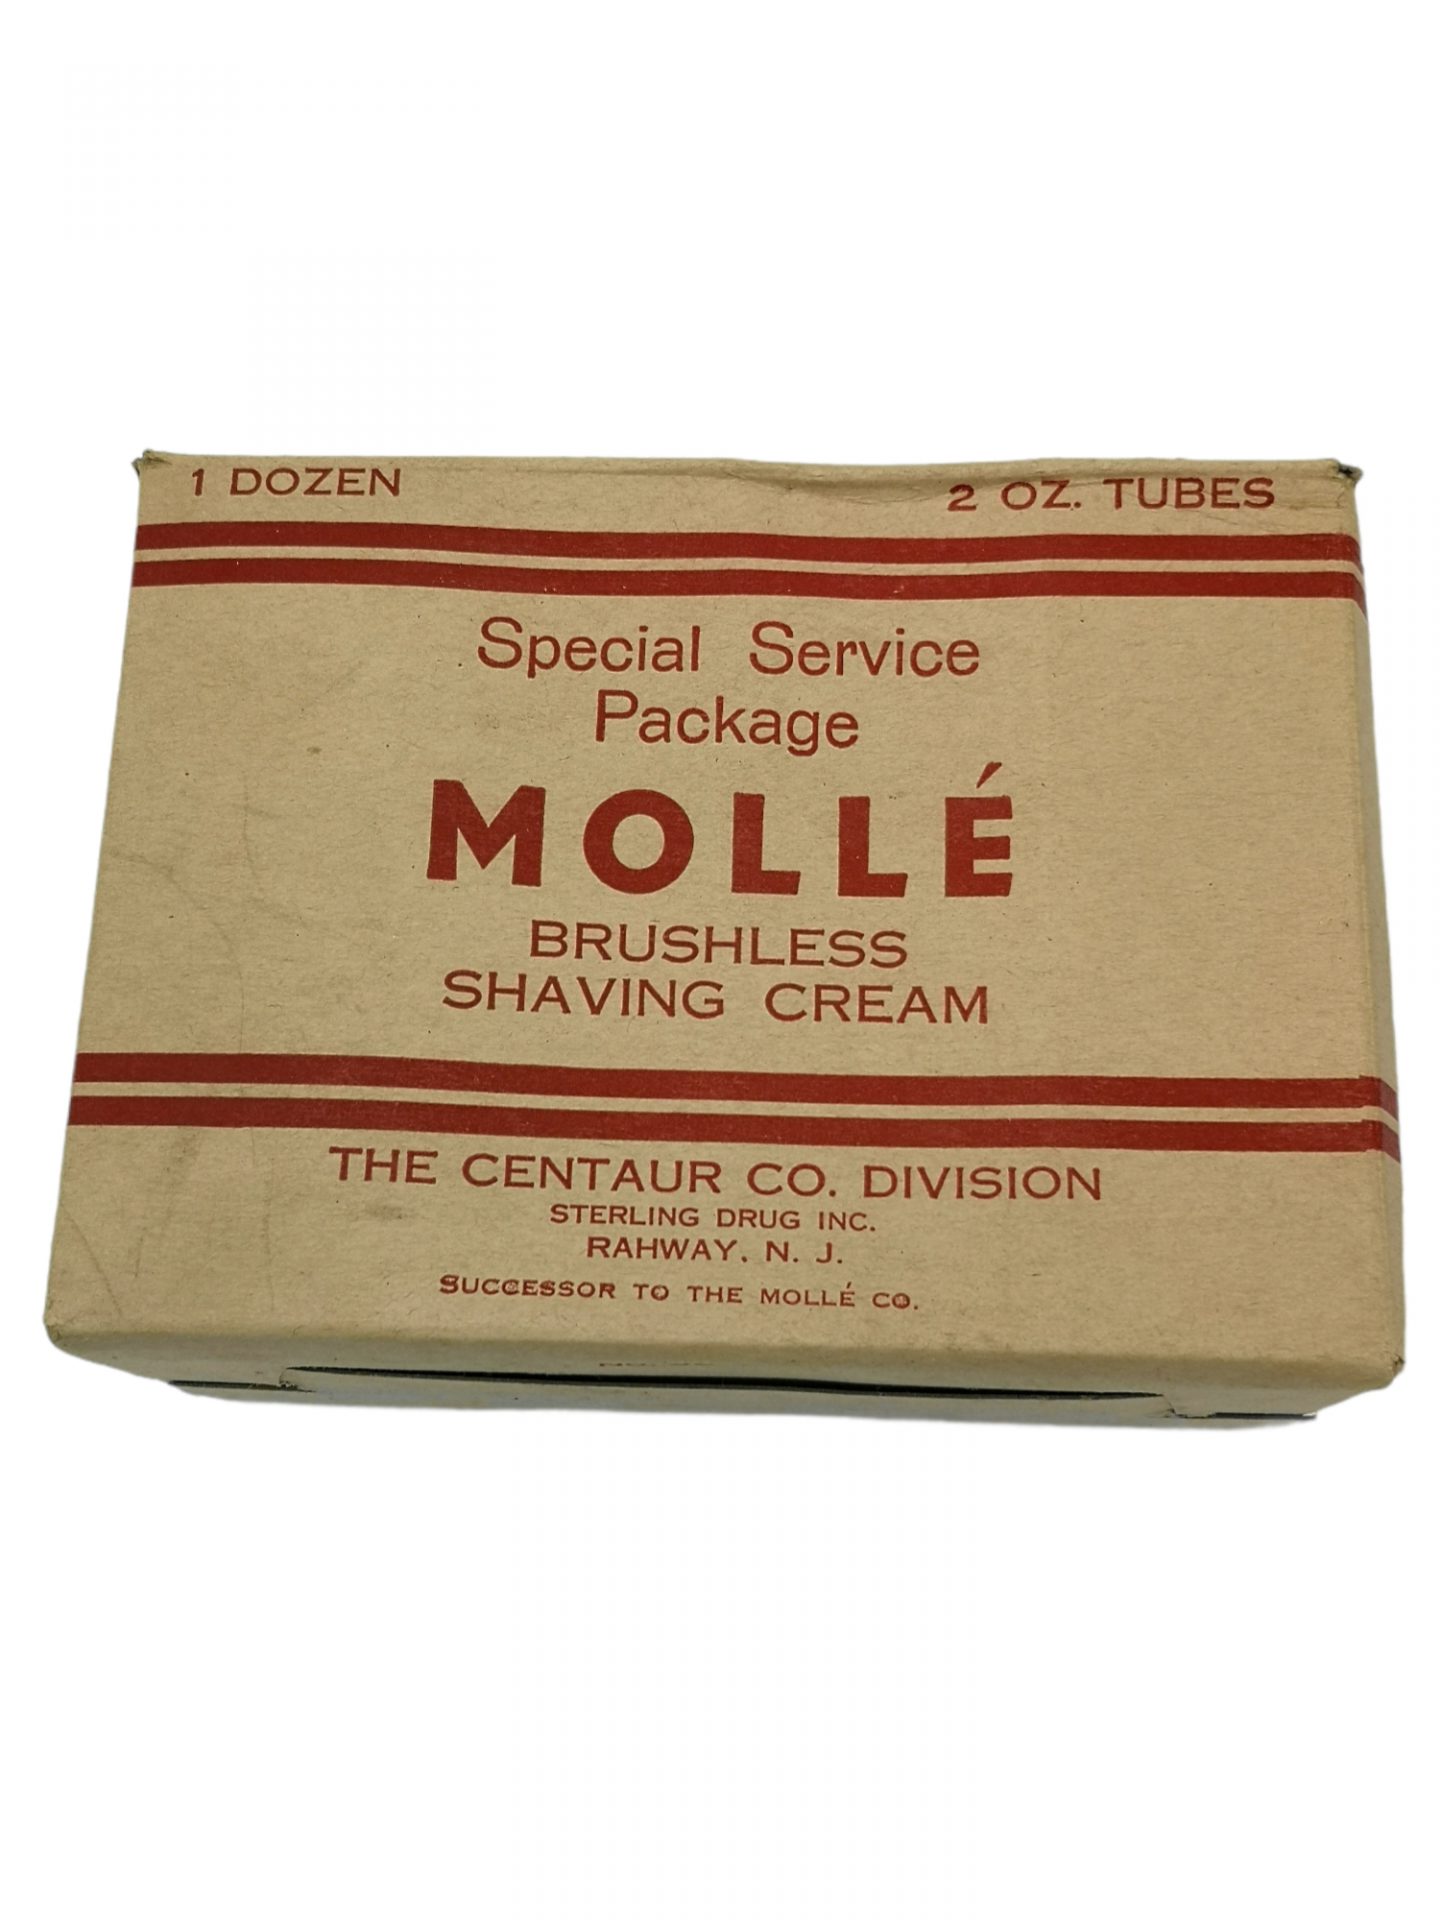 1 DOZEN 2 OZ. TUBES
Special Service
Package
MOLLÉ
BRUSHLESS
SHAVING CREAM
THE CENTAUR CO. DIVISION
STERLING DRUG INC.
RAHWAY, N. J.
SUCCESSOR TO THE MOLLÉ CO.